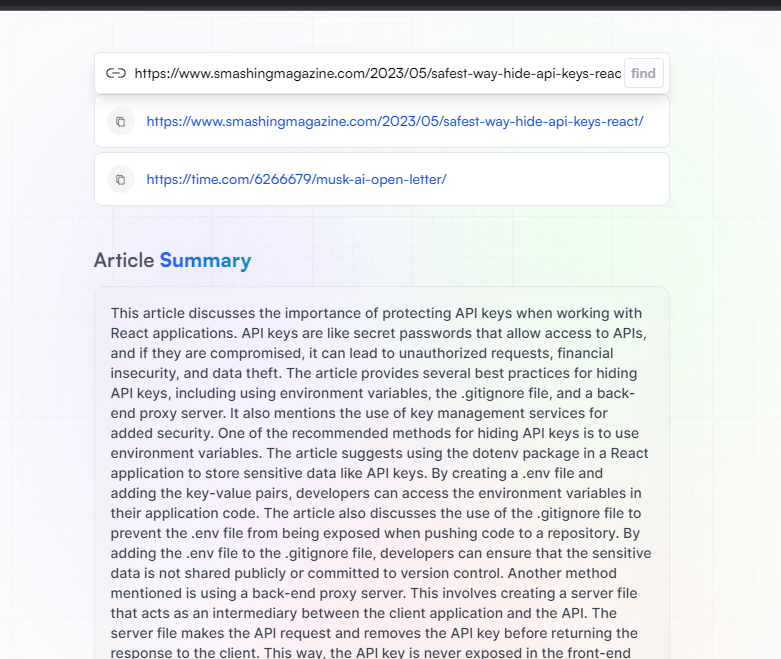 https://www.smashingmagazine.com/2023/05/safest-way-hide-api-keys-reac find
https://www.smashingmagazine.com/2023/05/safest-way-hide-api-keys-react/
https://time.com/6266679/musk-ai-open-letter/
Article Summary
This article discusses the importance of protecting API keys when working with
React applications. API keys are like secret passwords that allow access to APIs,
and if they are compromised, it can lead to unauthorized requests, financial
insecurity, and data theft. The article provides several best practices for hiding
API keys, including using environment variables, the .gitignore file, and a back-
end proxy server. It also mentions the use of key management services for
added security. One of the recommended methods for hiding API keys is to use
environment variables. The article suggests using the dotenv package in a React
application to store sensitive data like API keys. By creating a .env file and
adding the key-value pairs, developers can access the environment variables in
their application code. The article also discusses the use of the .gitignore file to
prevent the .env file from being exposed when pushing code to a repository. By
adding the .env file to the .gitignore file, developers can ensure that the sensitive
data is not shared publicly or committed to version control. Another method
mentioned is using a back-end proxy server. This involves creating a server file
that acts as an intermediary between the client application and the API. The
server file makes the API request and removes the API key before returning the
response to the client. This way, the API key is never exposed in the front-end